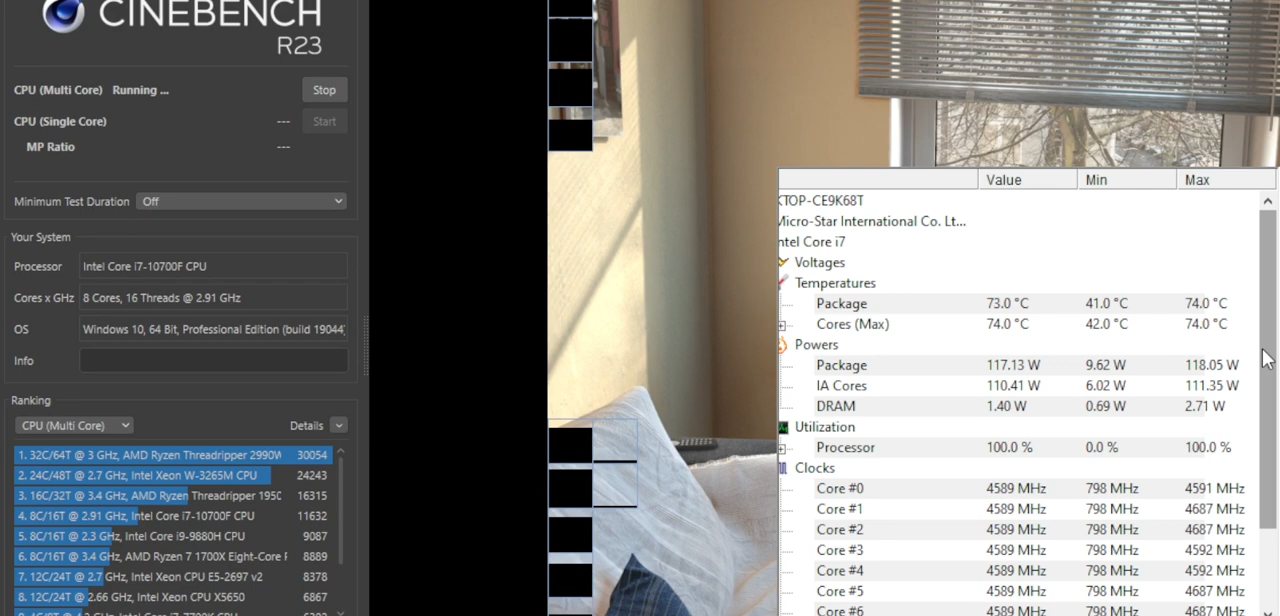 CINEBENCH
R23
CPU (Multi Core) Running ... Stop
CPU (Single Core) --- Start
MP Ratio ---
Minimum Test Duration Off
Your System
Processor Intel Core i7-10700F CPU
Cores x GHz 8 Cores, 16 Threads @ 2.91 GHz
OS Windows 10, 64 Bit, Professional Edition (build 19044)
Info
Ranking
CPU (Multi Core) Details
1. 32C/64T @ 3 GHz, AMD Ryzen Threadripper 2990W 30054
2. 24C/48T @ 2.7 GHz, Intel Xeon W-3265M CPU 24243
3. 16C/32T @ 3.4 GHz, AMD Ryzen Threadripper 195C 16315
4. 8C/16T @ 2.91 GHz, Intel Core i7-10700F CPU 11632
5. 8C/16T @ 2.3 GHz, Intel Core i9-9880H CPU 9087
6. 8C/16T @ 3.4 GHz, AMD Ryzen 7 1700X Eight-Core F 8889
7. 12C/24T @ 2.7 GHz, Intel Xeon CPU E5-2697 v2 8378
8. 12C/24T @ 2.66 GHz, Intel Xeon CPU X5650 6867
Value Min Max
KTOP-CE9K68T
Micro-Star International Co. Lt...
ntel Core i7
Voltages
Temperatures
Package 73.0 °C 41.0 °C 74.0 °C
Cores (Max) 74.0 °C 42.0 °C 74.0 °C
Powers
Package 117.13 W 9.62 W 118.05 W
IA Cores 110.41 W 6.02 W 111.35 W
DRAM 1.40 W 0.69 W 2.71 W
Utilization
Processor 100.0 % 0.0 % 100.0 %
Clocks
Core #0 4589 MHz 798 MHz 4591 MHz
Core #1 4589 MHz 798 MHz 4687 MHz
Core #2 4589 MHz 798 MHz 4687 MHz
Core #3 4589 MHz 798 MHz 4592 MHz
Core #4 4589 MHz 798 MHz 4592 MHz
Core #5 4589 MHz 798 MHz 4687 MHz
Core #6 4589 MHz 798 MHz 4687 MHz